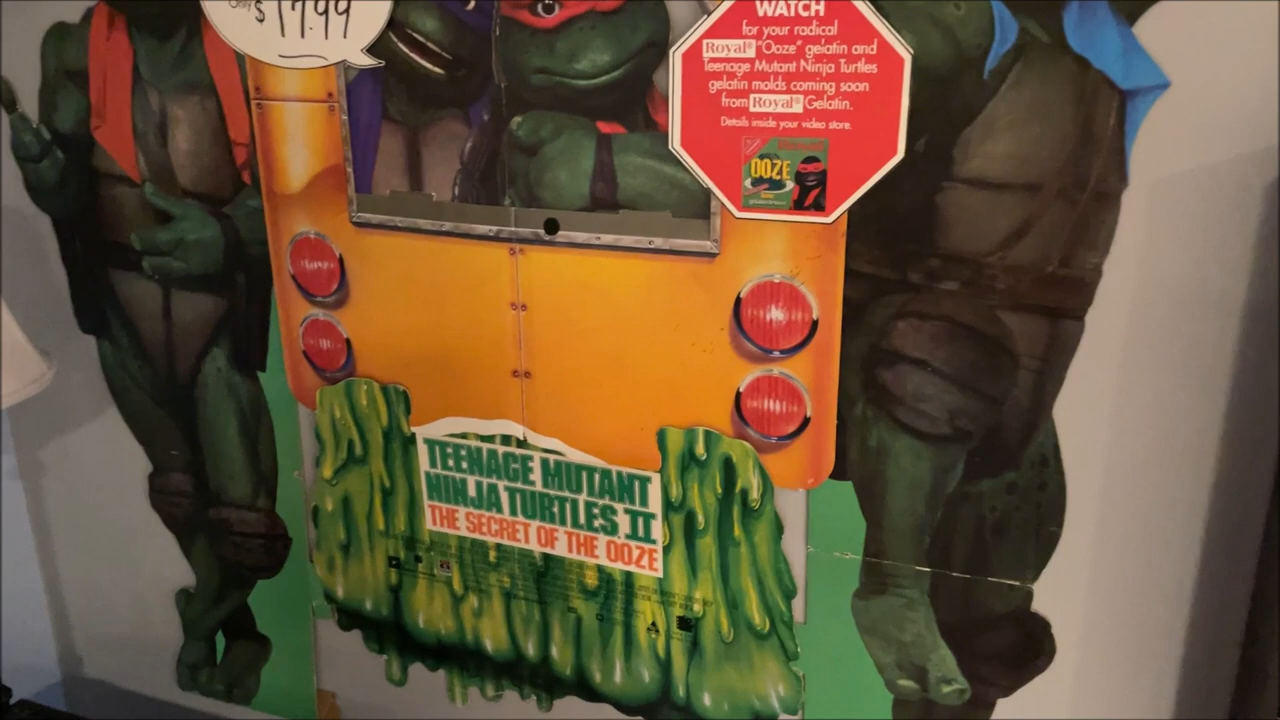 Only
$17.99
WATCH
for your radical
Royal® "Ooze" gelatin and
Teenage Mutant Ninja Turtles
gelatin molds coming soon
from Royal® Gelatin.
Details inside your video store.
OOZE
TEENAGE MUTANT
NINJA TURTLES II
THE SECRET OF THE OOZE